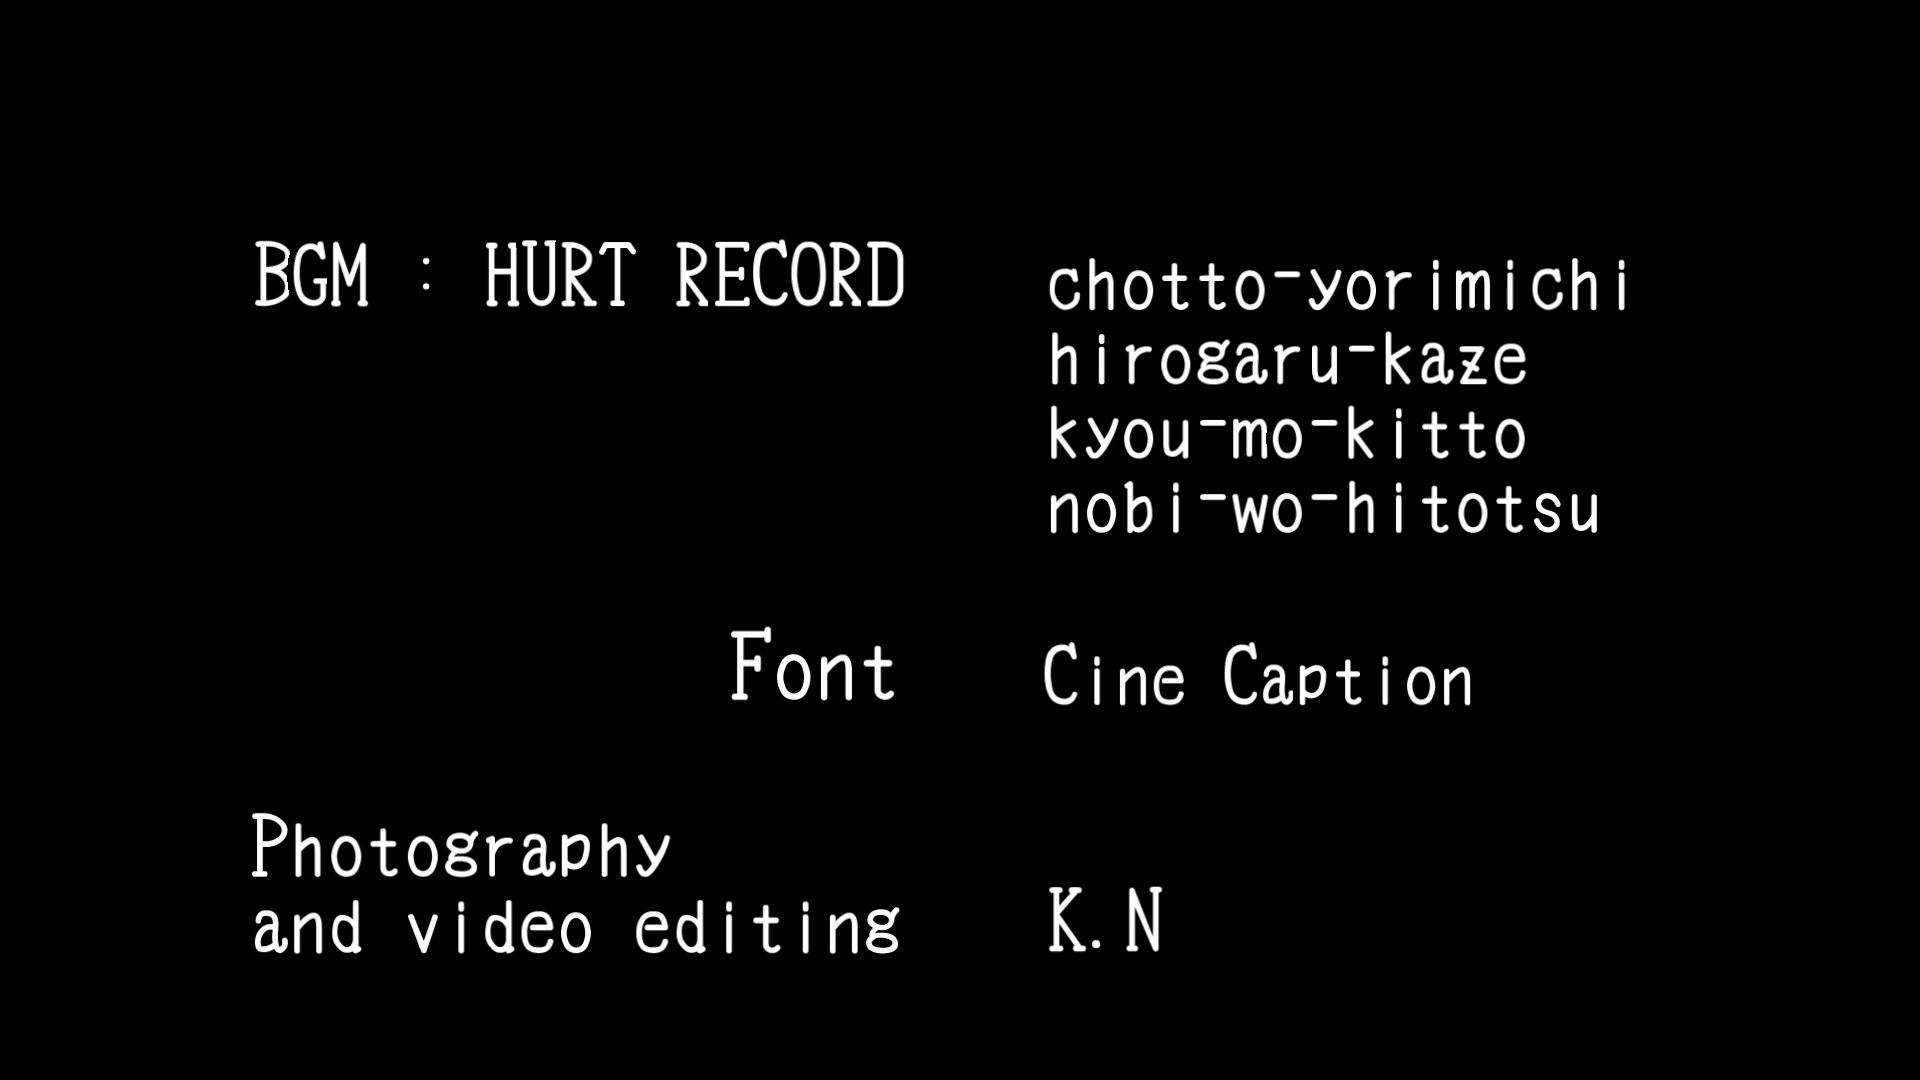 BGM : HURT RECORD
chotto-yorimichi
hirogaru-kaze
kyou-mo-kitto
nobi-wo-hitotsu
Font
Cine Caption
Photography
and video editing
K.N